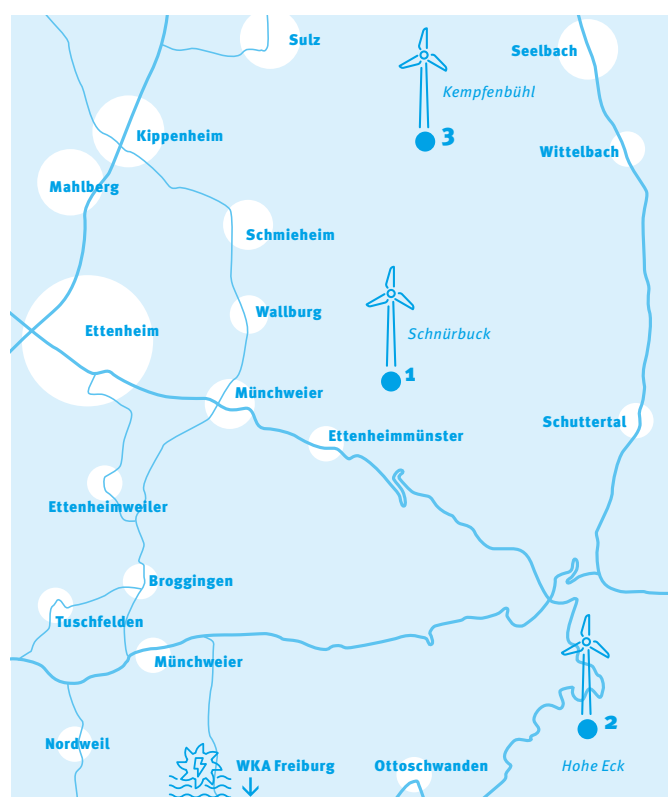 Sulz
Seelbach
Kempfenbühl
3
Kippenheim
Wittelbach
Mahlberg
Schmieheim
Wallburg
Ettenheim
Schnürbuck
1
Münchweier
Schuttertal
Ettenheimmünster
Ettenheimweiler
Broggingen
Tuschfelden
Münchweier
2
Nordweil
WKA Freiburg
Ottoschwanden
Hohe Eck